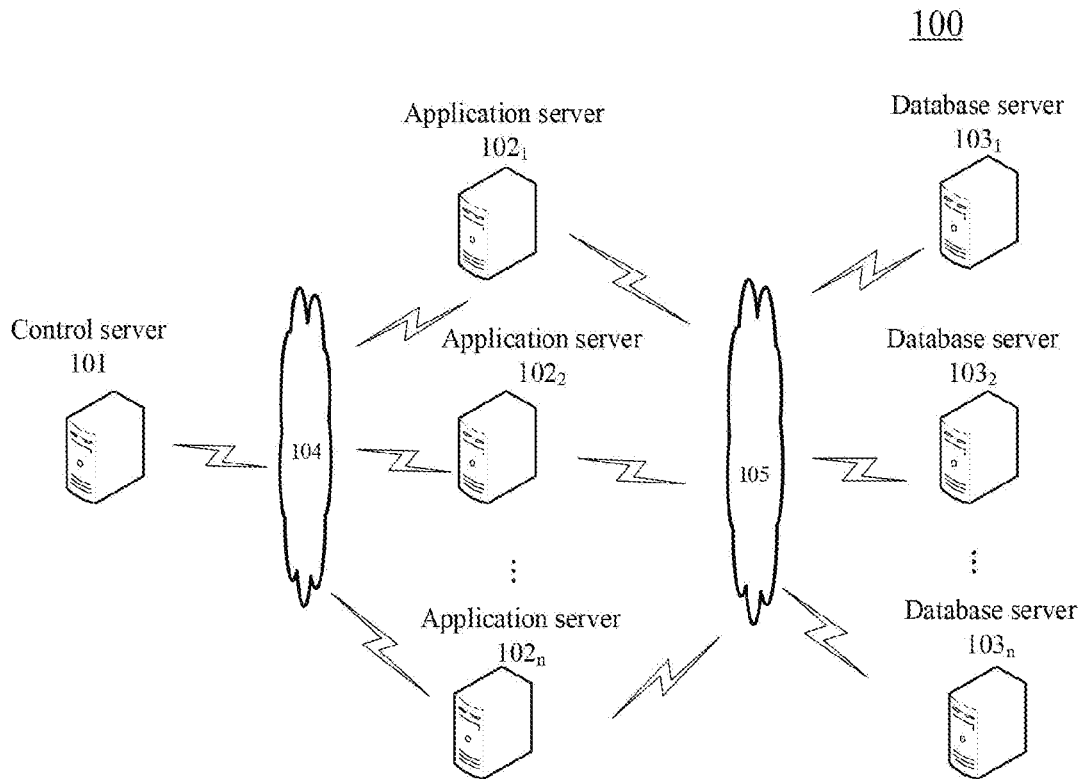 100
Application server
102₁
Database server
103₁
Control server
101
Application server
102₂
Database server
103₂
104
105
⋮
⋮
Application server
102ₙ
Database server
103ₙ